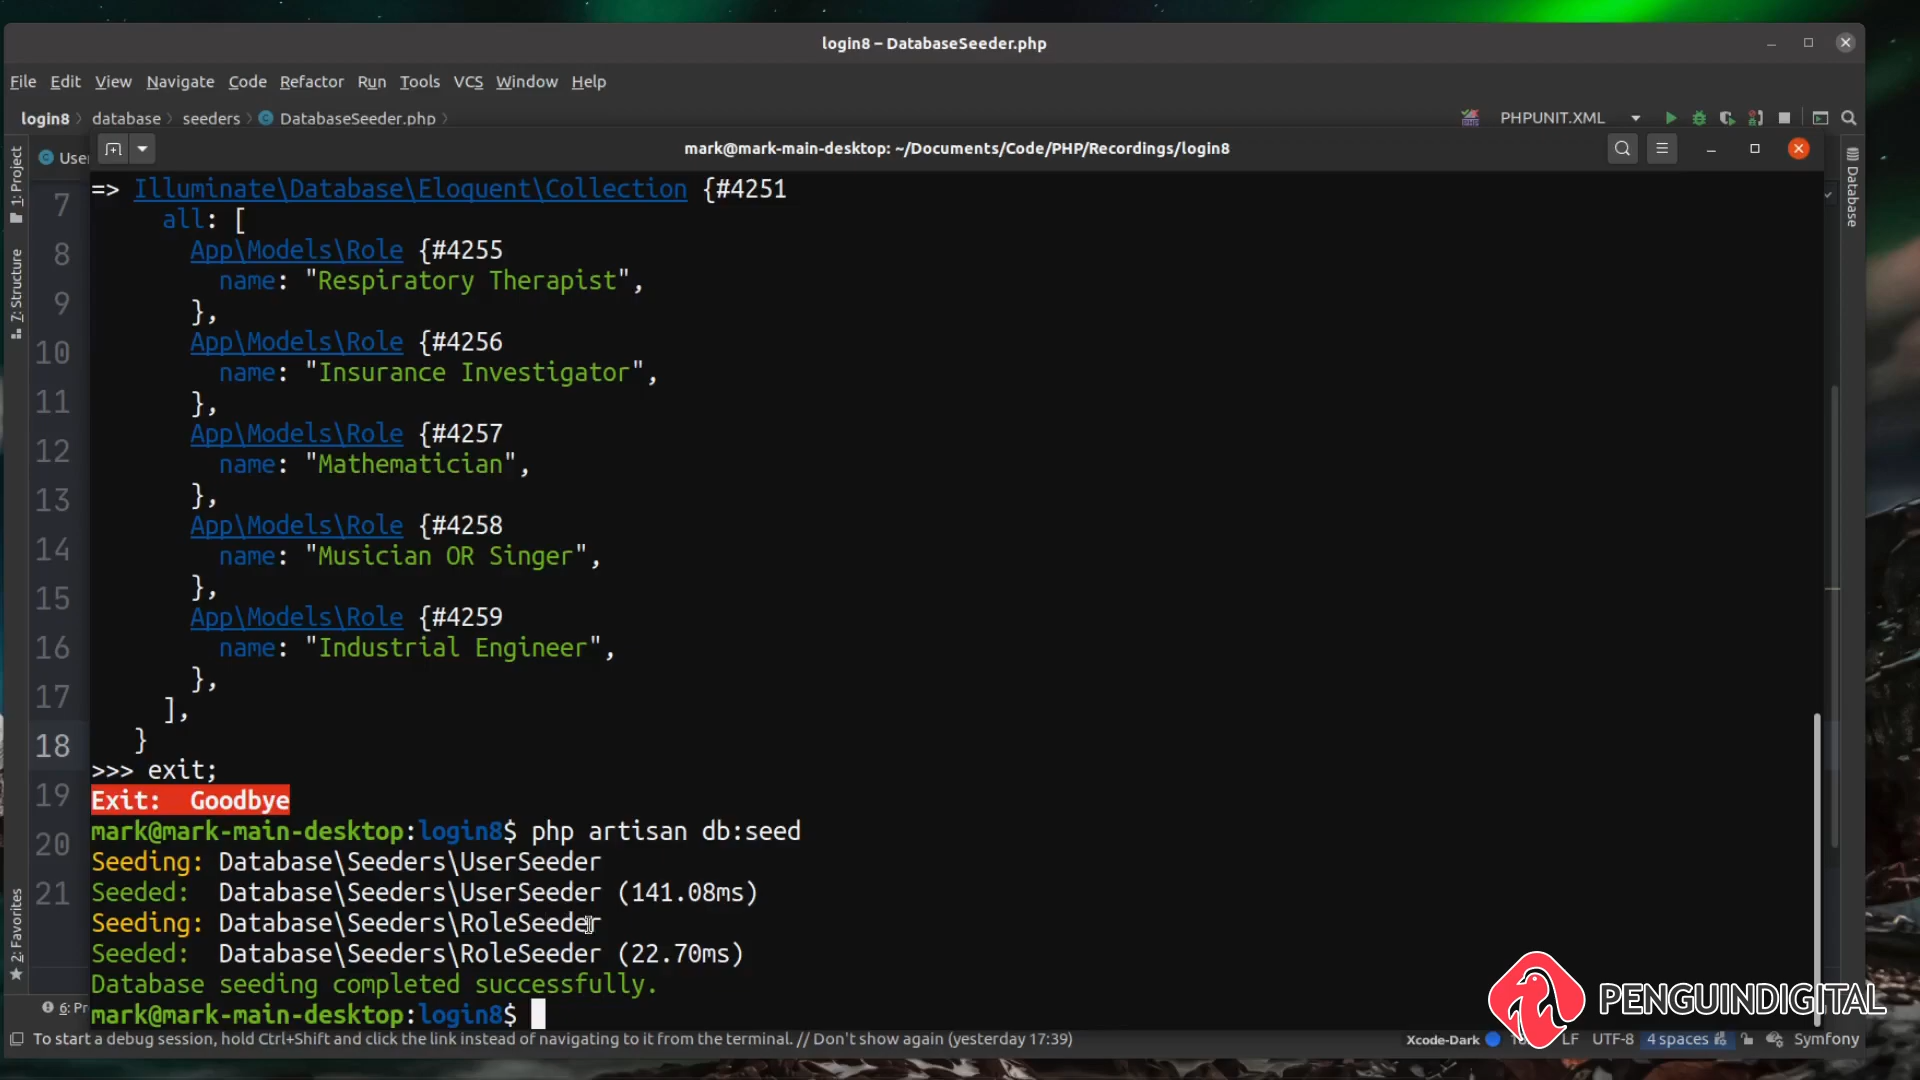 login8 – DatabaseSeeder.php
File Edit View Navigate Code Refactor Run Tools VCS Window Help
login8 database seeders DatabaseSeeder.php PHPUNIT.XML
mark@mark-main-desktop: ~/Documents/Code/PHP/Recordings/login8
1: Project
7: Structure
2: Favorites
Database
User
7
8
9
10
11
12
13
14
15
16
17
18
19
20
21
=> Illuminate\Database\Eloquent\Collection {#4251
all: [
App\Models\Role {#4255
name: "Respiratory Therapist",
},
App\Models\Role {#4256
name: "Insurance Investigator",
},
App\Models\Role {#4257
name: "Mathematician",
},
App\Models\Role {#4258
name: "Musician OR Singer",
},
App\Models\Role {#4259
name: "Industrial Engineer",
},
],
}
>>> exit;
Exit:  Goodbye
mark@mark-main-desktop:login8$ php artisan db:seed
Seeding: Database\Seeders\UserSeeder
Seeded:  Database\Seeders\UserSeeder (141.08ms)
Seeding: Database\Seeders\RoleSeeder
Seeded:  Database\Seeders\RoleSeeder (22.70ms)
Database seeding completed successfully.
mark@mark-main-desktop:login8$
6: Pr
PENGUINDIGITAL
To start a debug session, hold Ctrl+Shift and click the link instead of navigating to it from the terminal. // Don't show again (yesterday 17:39)
Xcode-Dark LF UTF-8 4 spaces Symfony